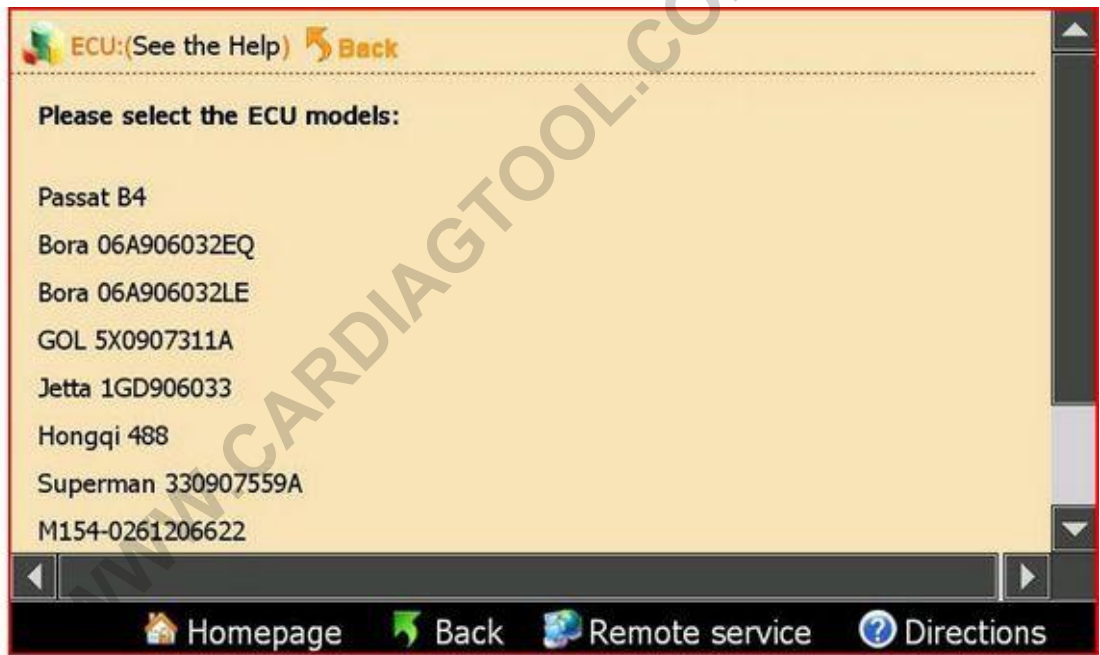 ECU:(See the Help) Back
Please select the ECU models:
Passat B4
Bora 06A906032EQ
Bora 06A906032LE
GOL 5X0907311A
Jetta 1GD906033
Hongqi 488
Superman 330907559A
M154-0261206622
Homepage Back Remote service Directions
WWW.CARDIAGTOOL.CO